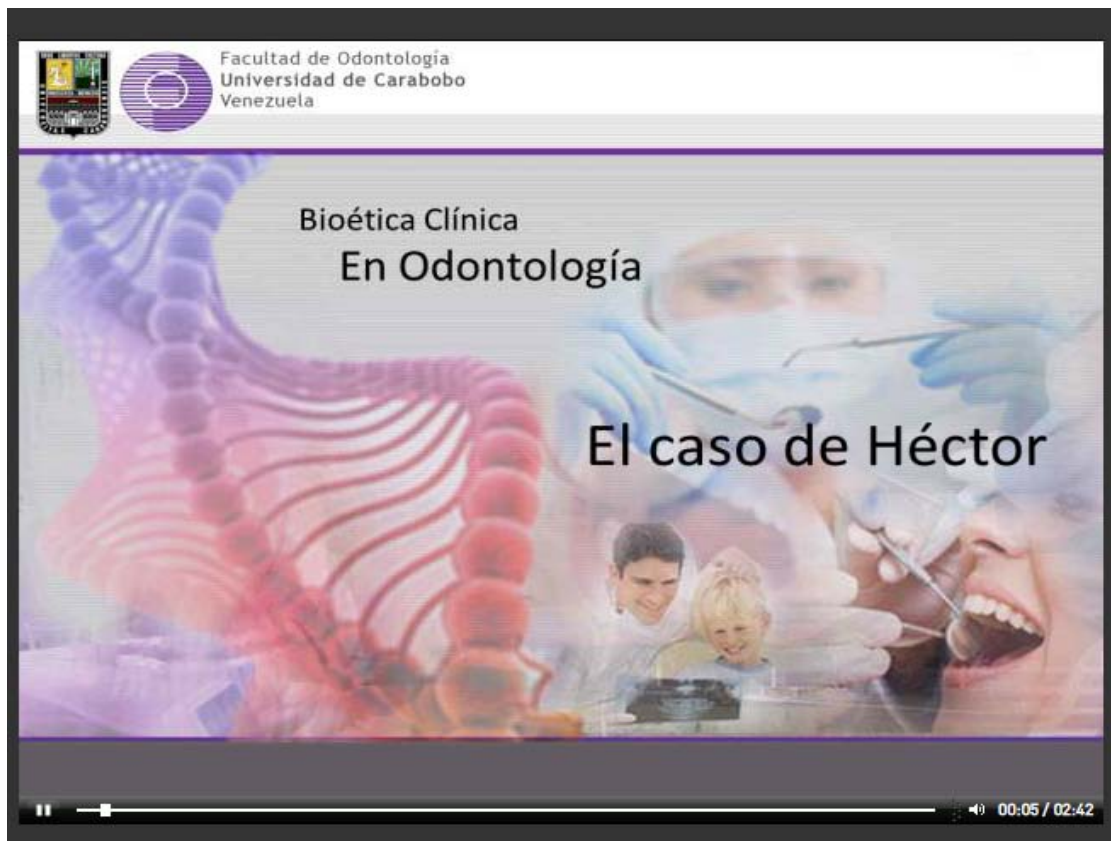 Facultad de Odontología
Universidad de Carabobo
Venezuela
Bioética Clínica
En Odontología
El caso de Héctor
00:05 / 02:42